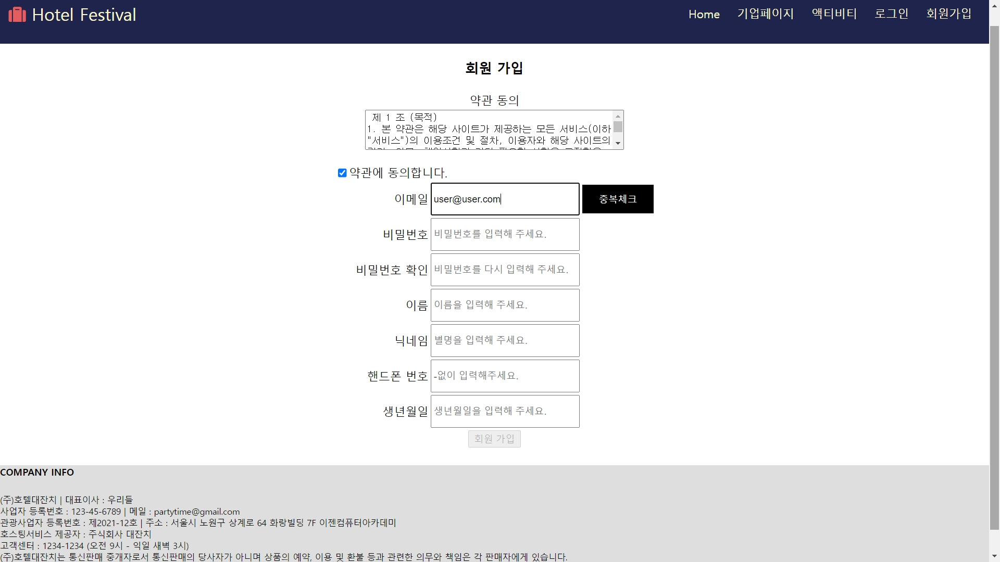 Hotel Festival
Home 기업페이지 액티비티 로그인 회원가입
회원 가입
약관 동의
제 1 조 (목적)
1. 본 약관은 해당 사이트가 제공하는 모든 서비스(이하
"서비스")의 이용조건 및 절차, 이용자와 해당 사이트의
약관에 동의합니다.
이메일 user@user.com 중복체크
비밀번호 비밀번호를 입력해 주세요.
비밀번호 확인 비밀번호를 다시 입력해 주세요.
이름 이름을 입력해 주세요.
닉네임 별명을 입력해 주세요.
핸드폰 번호 -없이 입력해주세요.
생년월일 생년월일을 입력해 주세요.
회원 가입
COMPANY INFO
(주)호텔대잔치 | 대표이사 : 우리들
사업자 등록번호 : 123-45-6789 | 메일 : partytime@gmail.com
관광사업자 등록번호 : 제2021-12호 | 주소 : 서울시 노원구 상계로 64 화랑빌딩 7F 이젠컴퓨터아카데미
호스팅서비스 제공자 : 주식회사 대잔치
고객센터 : 1234-1234 (오전 9시 - 익일 새벽 3시)
(주)호텔대잔치는 통신판매 중개자로서 통신판매의 당사자가 아니며 상품의 예약, 이용 및 환불 등과 관련한 의무와 책임은 각 판매자에게 있습니다.